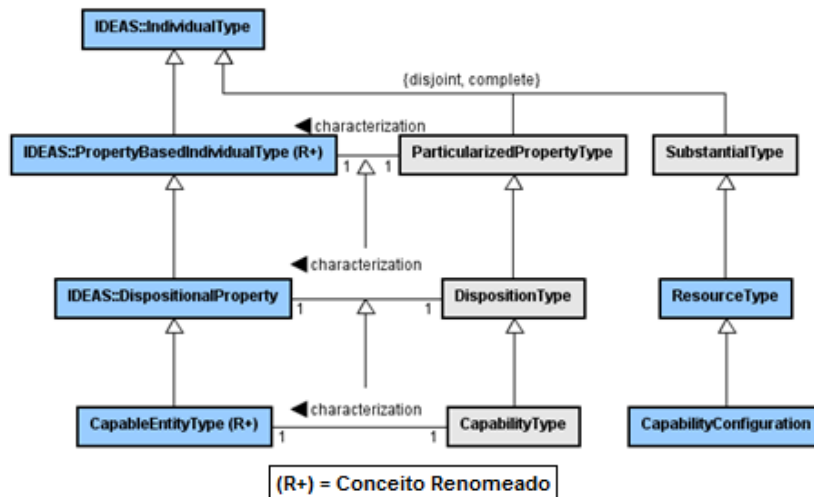 IDEAS::IndividualType
{disjoint, complete}
◀ characterization
IDEAS::PropertyBasedIndividualType (R+)
1
1
ParticularizedPropertyType
SubstantialType
◀ characterization
IDEAS::DispositionalProperty
1
1
DispositionType
ResourceType
◀ characterization
CapableEntityType (R+)
1
1
CapabilityType
CapabilityConfiguration
(R+) = Conceito Renomeado